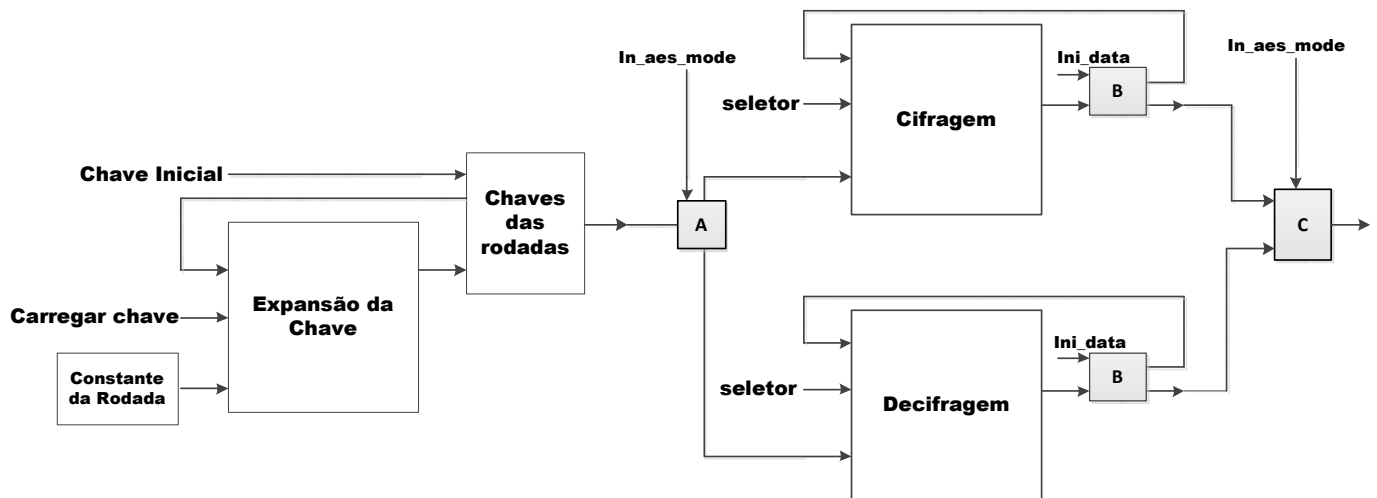 In_aes_mode
In_aes_mode
Ini_data
B
seletor
Cifragem
Chave Inicial
Chaves
das
rodadas
A
C
Expansão da
Chave
Carregar chave
Constante
da Rodada
Ini_data
B
seletor
Decifragem